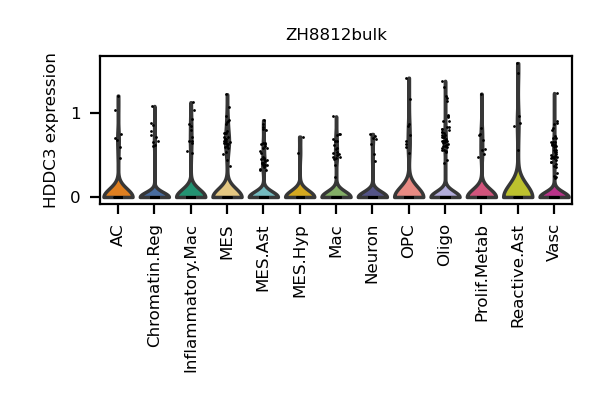 ZH8812bulk
HDDC3 expression
1
0
AC
Chromatin.Reg
Inflammatory.Mac
MES
MES.Ast
MES.Hyp
Mac
Neuron
OPC
Oligo
Prolif.Metab
Reactive.Ast
Vasc